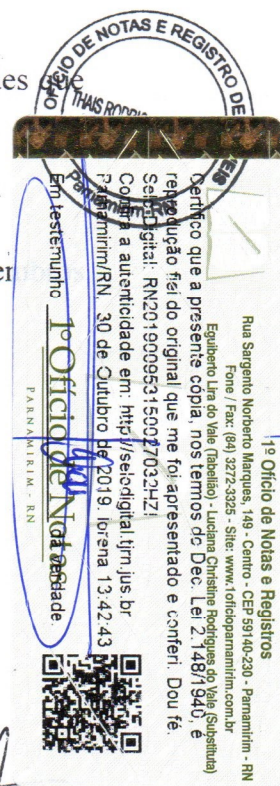 es que
1º Ofício de Notas e Registros
Rua Sargento Norberto Marques, 149 - Centro - CEP 59140-230 - Parnamirim - RN
Fone / Fax: (84) 3272-3325 - Site: www.1oficioparnamirim.com.br
Eguiberto Lira do Vale (Tabelião) - Luciana Christine Rodrigues do Vale (Substituta)
Certifico que a presente cópia, nos termos do Dec. Lei 2.148/1940, é
reprodução fiel do original que me foi apresentado e conferi. Dou fé
Selo Digital: RN201900953150027032HZI
Confira a autenticidade em: http://selodigital.tjrn.jus.br
Parnamirim/RN, 30 de Outubro de 2019. lorena 13:42:43
Em testemunho da verdade.
1º Ofício de Notas
PARNAMIRIM - RN
DE NOTAS E REGISTRO DE
THAIS
Parnamirim-RN